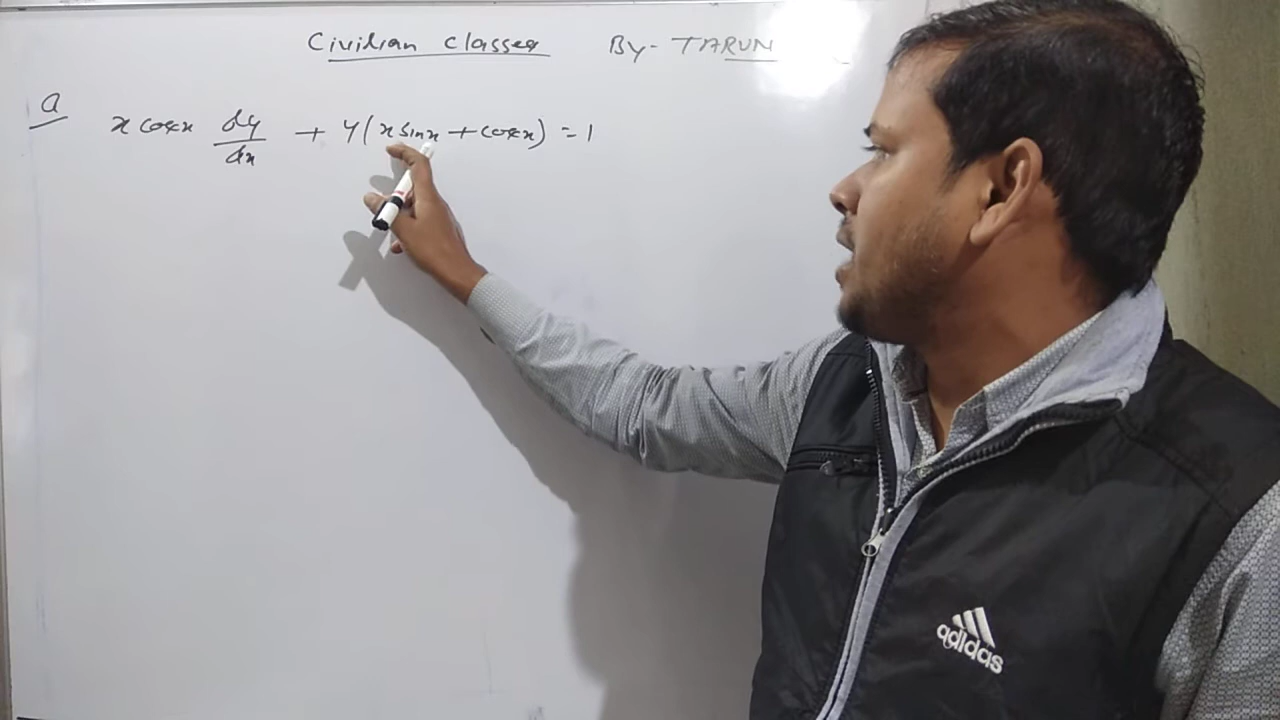 Civilian Classes By- TARUN
Q
x cosx dy/dx + y(x sinx + cosx) = 1
adidas